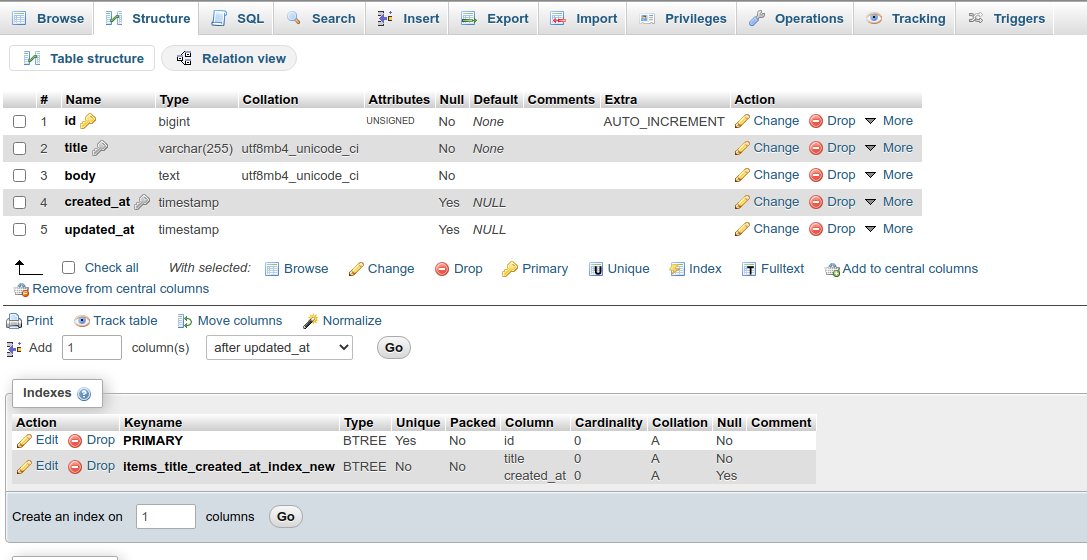 Browse Structure SQL Search Insert Export Import Privileges Operations Tracking Triggers
Table structure Relation view
# Name Type Collation Attributes Null Default Comments Extra Action
1 id bigint UNSIGNED No None AUTO_INCREMENT Change Drop More
2 title varchar(255) utf8mb4_unicode_ci No None Change Drop More
3 body text utf8mb4_unicode_ci No Change Drop More
4 created_at timestamp Yes NULL Change Drop More
5 updated_at timestamp Yes NULL Change Drop More
Check all With selected: Browse Change Drop Primary Unique Index Fulltext Add to central columns
Remove from central columns
Print Track table Move columns Normalize
Add 1 column(s) after updated_at Go
Indexes
Action Keyname Type Unique Packed Column Cardinality Collation Null Comment
Edit Drop PRIMARY BTREE Yes No id 0 A No
Edit Drop items_title_created_at_index_new BTREE No No title 0 A No
created_at 0 A Yes
Create an index on 1 columns Go